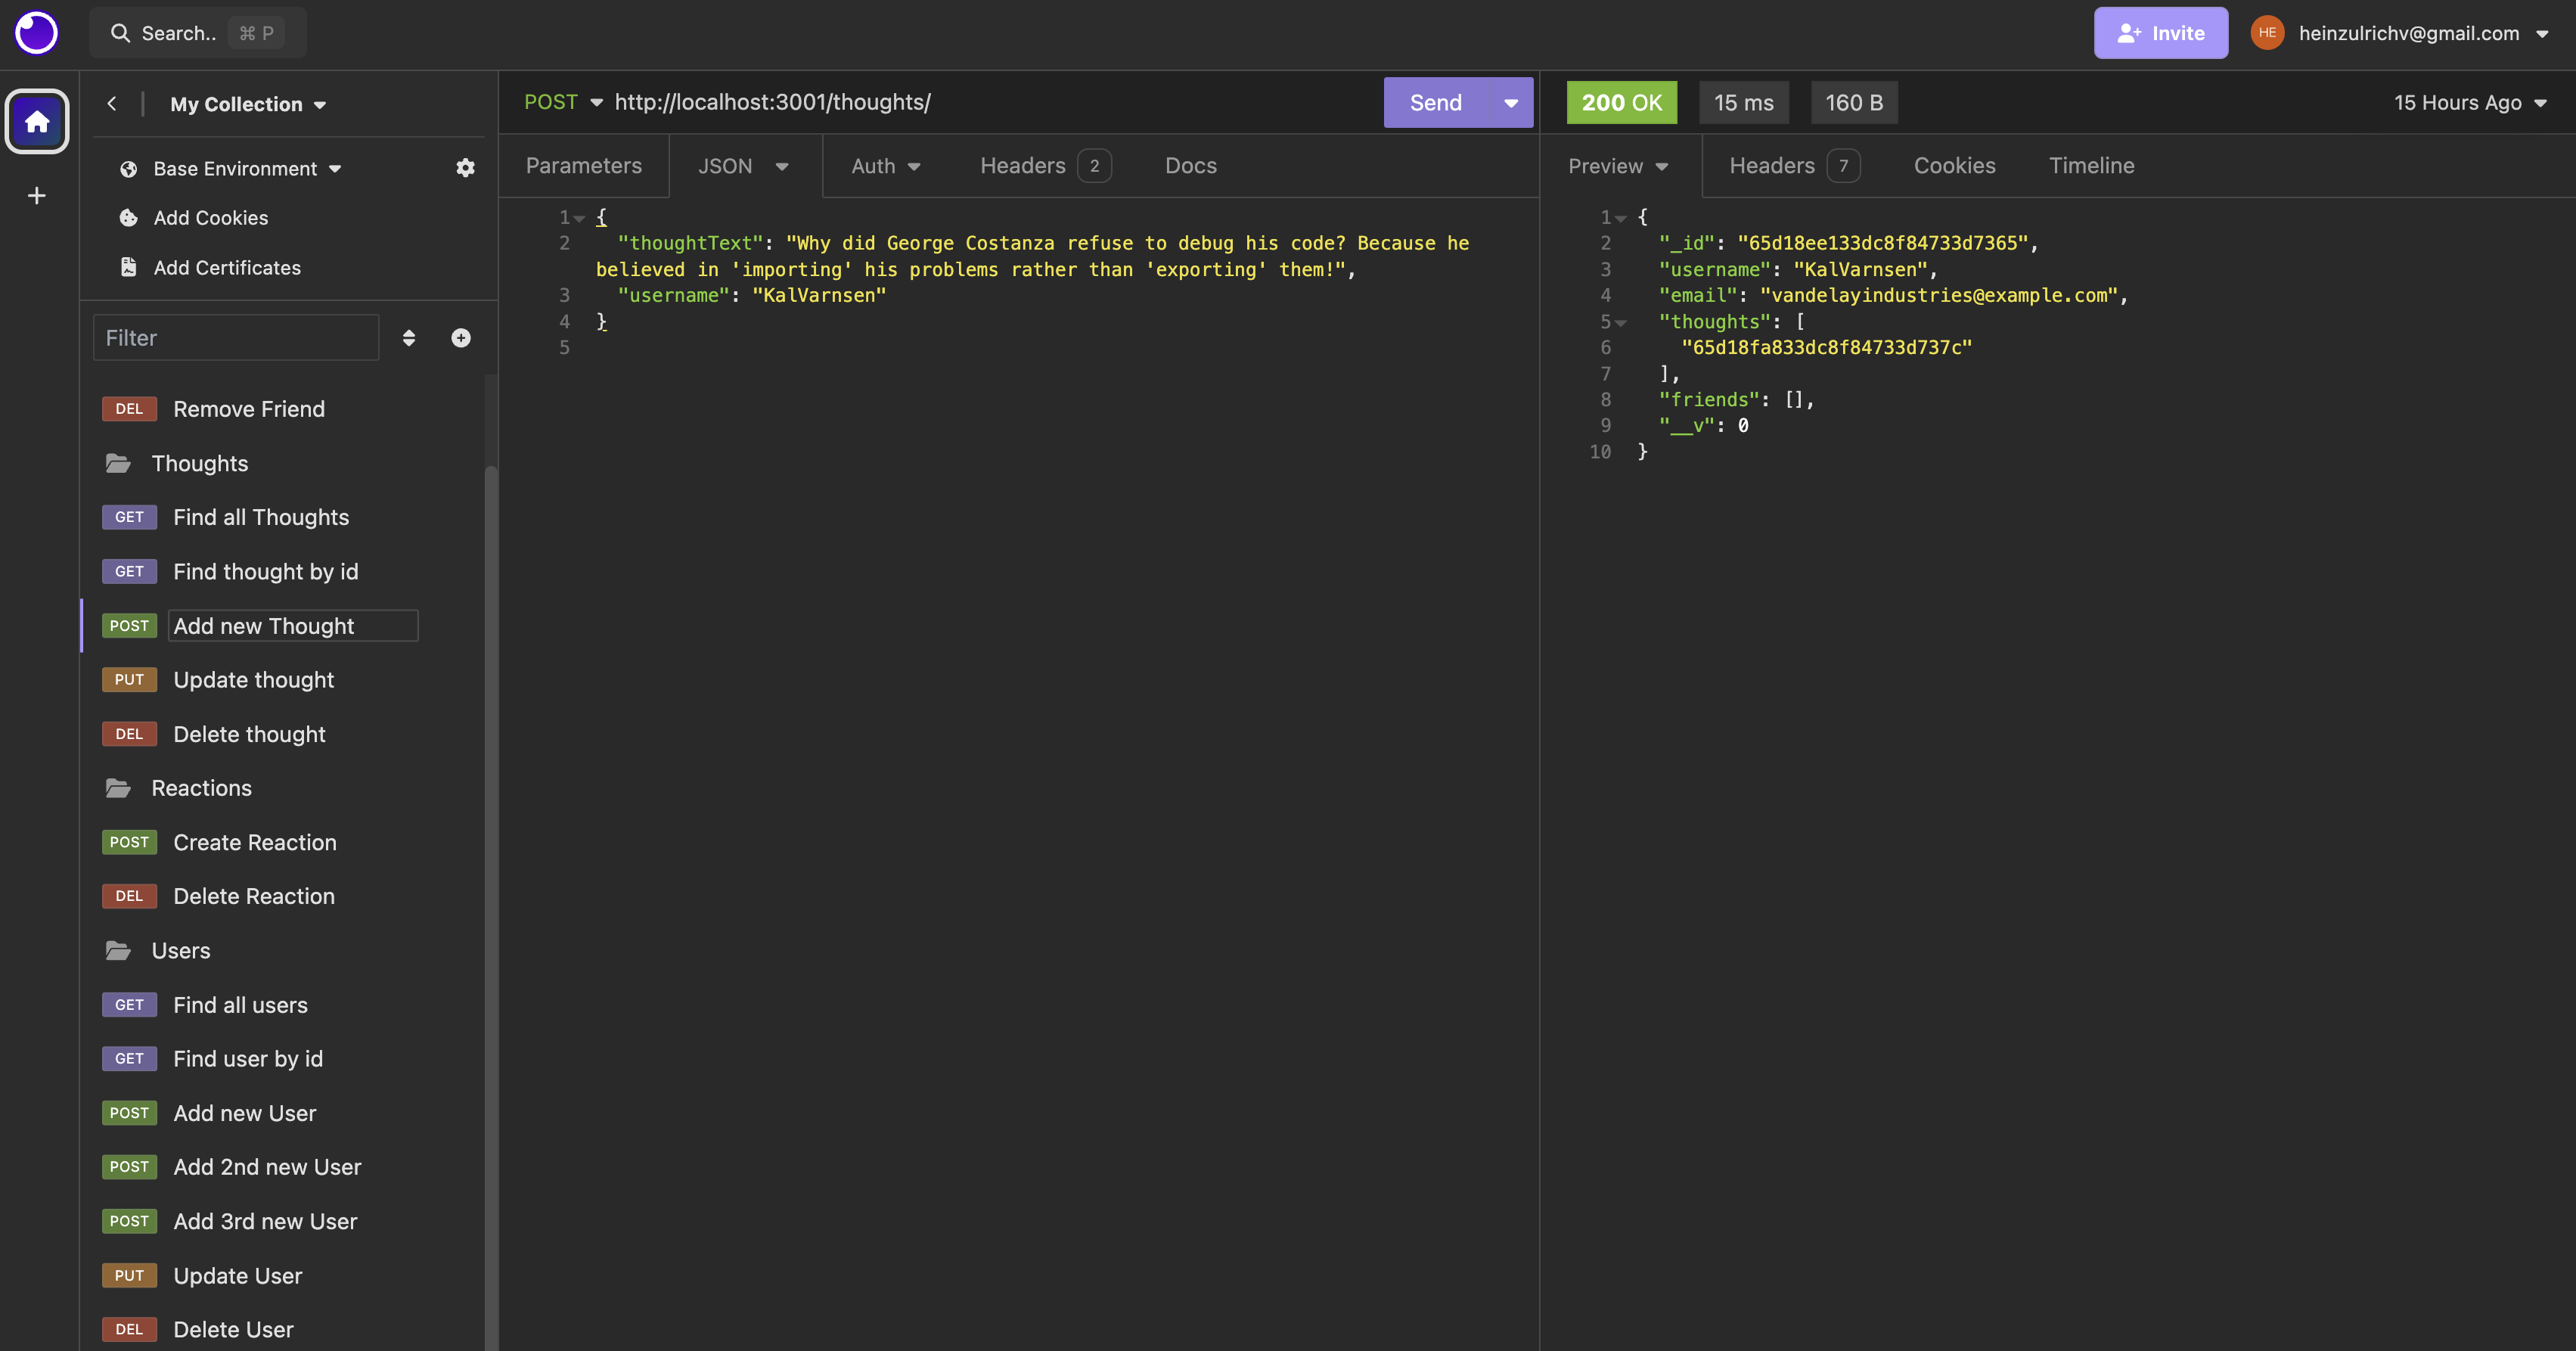 Search.. ⌘ P
Invite
HE heinzulrichv@gmail.com
My Collection
Base Environment
Add Cookies
Add Certificates
Filter
DEL Remove Friend
Thoughts
GET Find all Thoughts
GET Find thought by id
POST Add new Thought
PUT Update thought
DEL Delete thought
Reactions
POST Create Reaction
DEL Delete Reaction
Users
GET Find all users
GET Find user by id
POST Add new User
POST Add 2nd new User
POST Add 3rd new User
PUT Update User
DEL Delete User
POST http://localhost:3001/thoughts/ Send
Parameters JSON Auth Headers 2 Docs
1 {
2 "thoughtText": "Why did George Costanza refuse to debug his code? Because he
believed in 'importing' his problems rather than 'exporting' them!",
3 "username": "KalVarnsen"
4 }
5
200 OK 15 ms 160 B 15 Hours Ago
Preview Headers 7 Cookies Timeline
1 {
2 "_id": "65d18ee133dc8f84733d7365",
3 "username": "KalVarnsen",
4 "email": "vandelayindustries@example.com",
5 "thoughts": [
6 "65d18fa833dc8f84733d737c"
7 ],
8 "friends": [],
9 "__v": 0
10 }